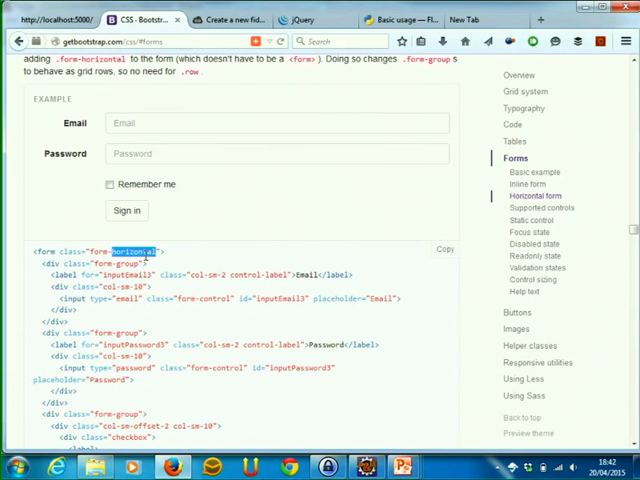 http://localhost:5000/
CSS · Bootstr...
Create a new fid...
jQuery
Basic usage — Fl...
New Tab
getbootstrap.com/css/#forms
Search
adding .form-horizontal to the form (which doesn't have to be a <form>). Doing so changes .form-group s
to behave as grid rows, so no need for .row .
EXAMPLE
Email
Email
Password
Password
Remember me
Sign in
Copy
<form class="form-horizontal">
<div class="form-group">
<label for="inputEmail3" class="col-sm-2 control-label">Email</label>
<div class="col-sm-10">
<input type="email" class="form-control" id="inputEmail3" placeholder="Email">
</div>
</div>
<div class="form-group">
<label for="inputPassword3" class="col-sm-2 control-label">Password</label>
<div class="col-sm-10">
<input type="password" class="form-control" id="inputPassword3"
placeholder="Password">
</div>
</div>
<div class="form-group">
<div class="col-sm-offset-2 col-sm-10">
<div class="checkbox">
<label>
Overview
Grid system
Typography
Code
Tables
Forms
Basic example
Inline form
Horizontal form
Supported controls
Static control
Focus state
Disabled state
Readonly state
Validation states
Control sizing
Help text
Buttons
Images
Helper classes
Responsive utilities
Using Less
Using Sass
Back to top
Preview theme
18:42
20/04/2015